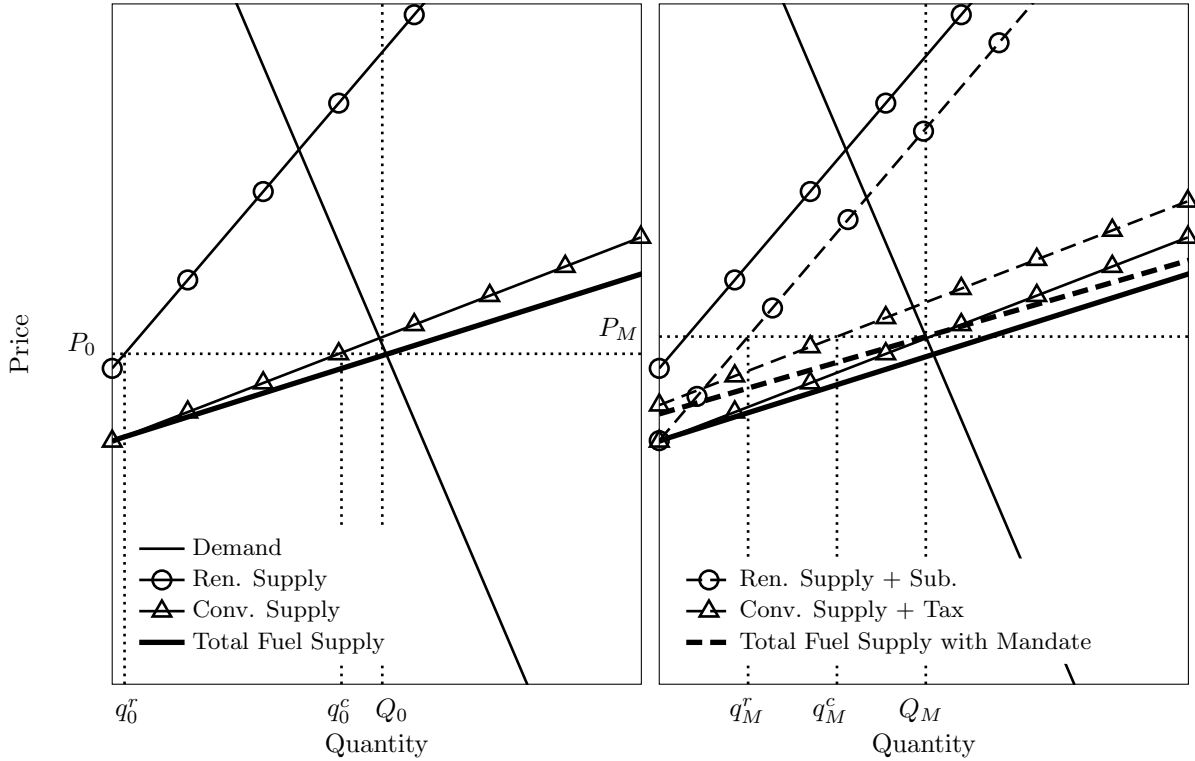 Price
P_0
Demand
Ren. Supply
Conv. Supply
Total Fuel Supply
q_0^r
q_0^c
Q_0
Quantity
P_M
Ren. Supply + Sub.
Conv. Supply + Tax
Total Fuel Supply with Mandate
q_M^r
q_M^c
Q_M
Quantity